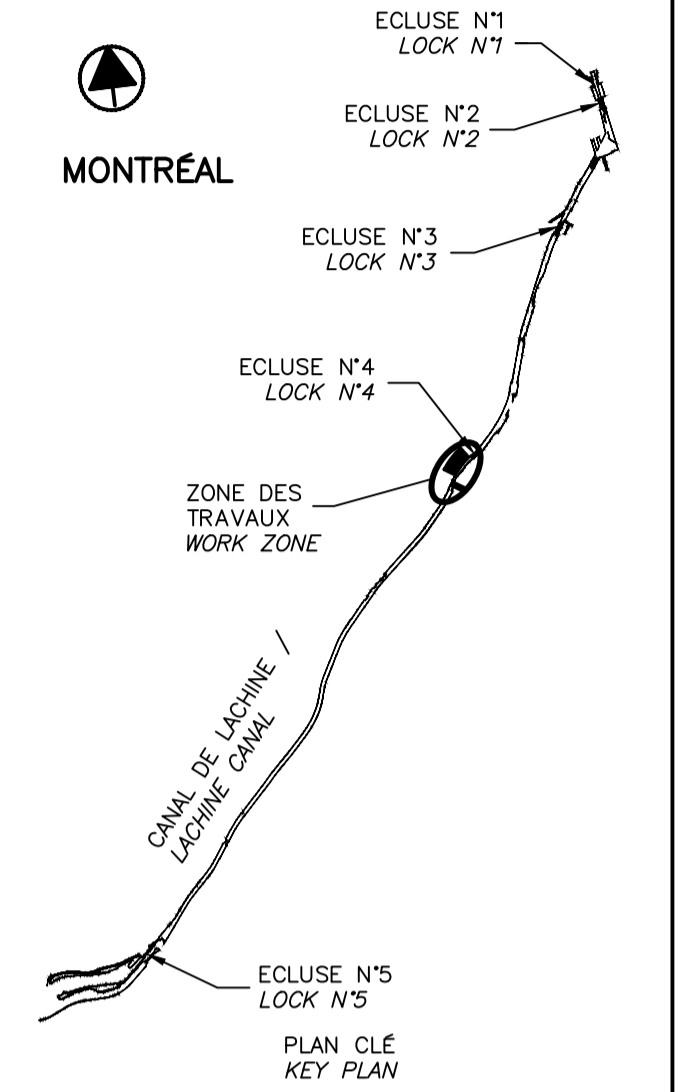 ECLUSE N°1
LOCK N°1
ECLUSE N°2
LOCK N°2
MONTRÉAL
ECLUSE N°3
LOCK N°3
ECLUSE N°4
LOCK N°4
ZONE DES
TRAVAUX
WORK ZONE
CANAL DE LACHINE /
LACHINE CANAL
ECLUSE N°5
LOCK N°5
PLAN CLÉ
KEY PLAN